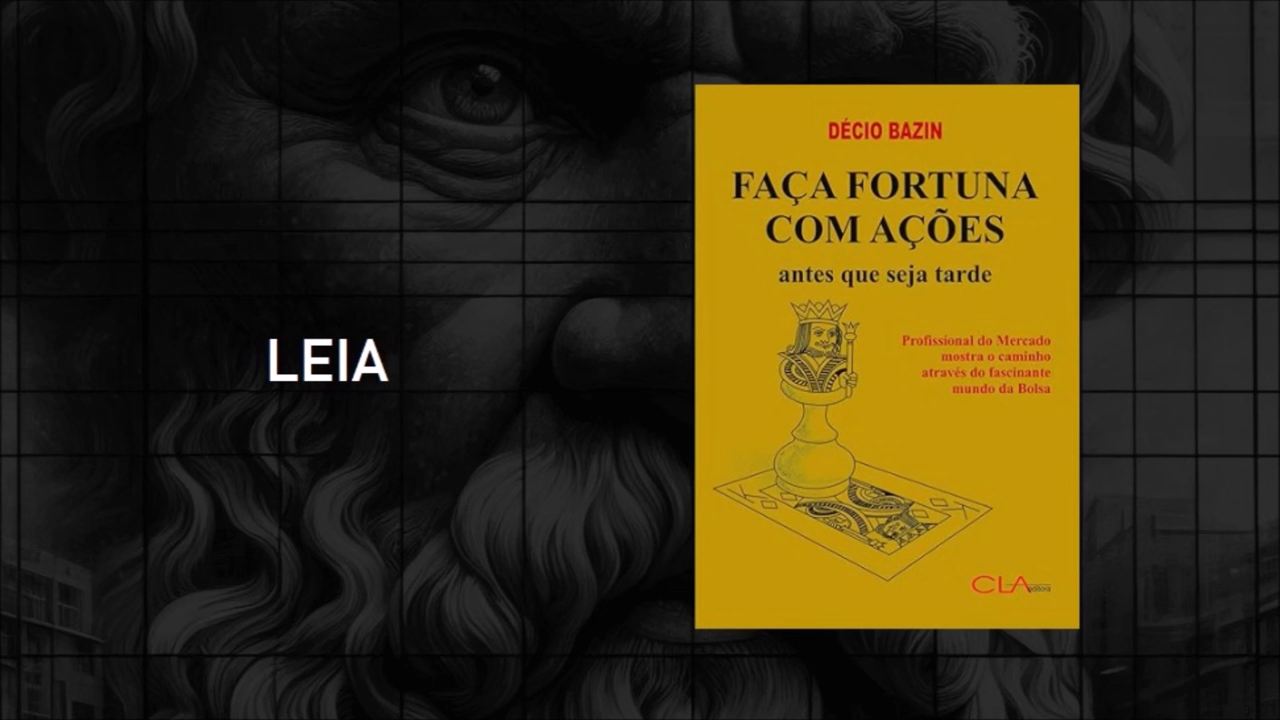 LEIA
DÉCIO BAZIN
FAÇA FORTUNA
COM AÇÕES
antes que seja tarde
Profissional do Mercado
mostra o caminho
através do fascinante
mundo da Bolsa
K
K
CLA
editora